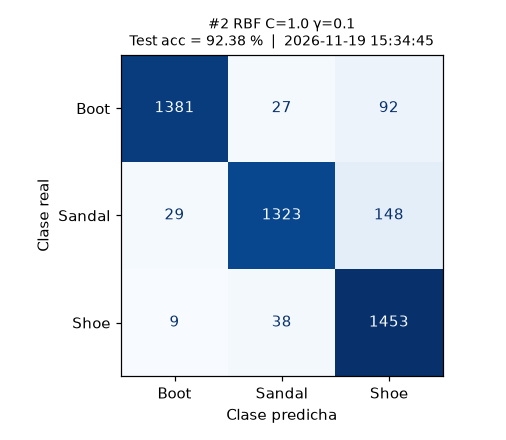 #2 RBF C=1.0 γ=0.1
Test acc = 92.38 % | 2026-11-19 15:34:45
Clase real
Boot 1381 27 92
Sandal 29 1323 148
Shoe 9 38 1453
Boot Sandal Shoe
Clase predicha